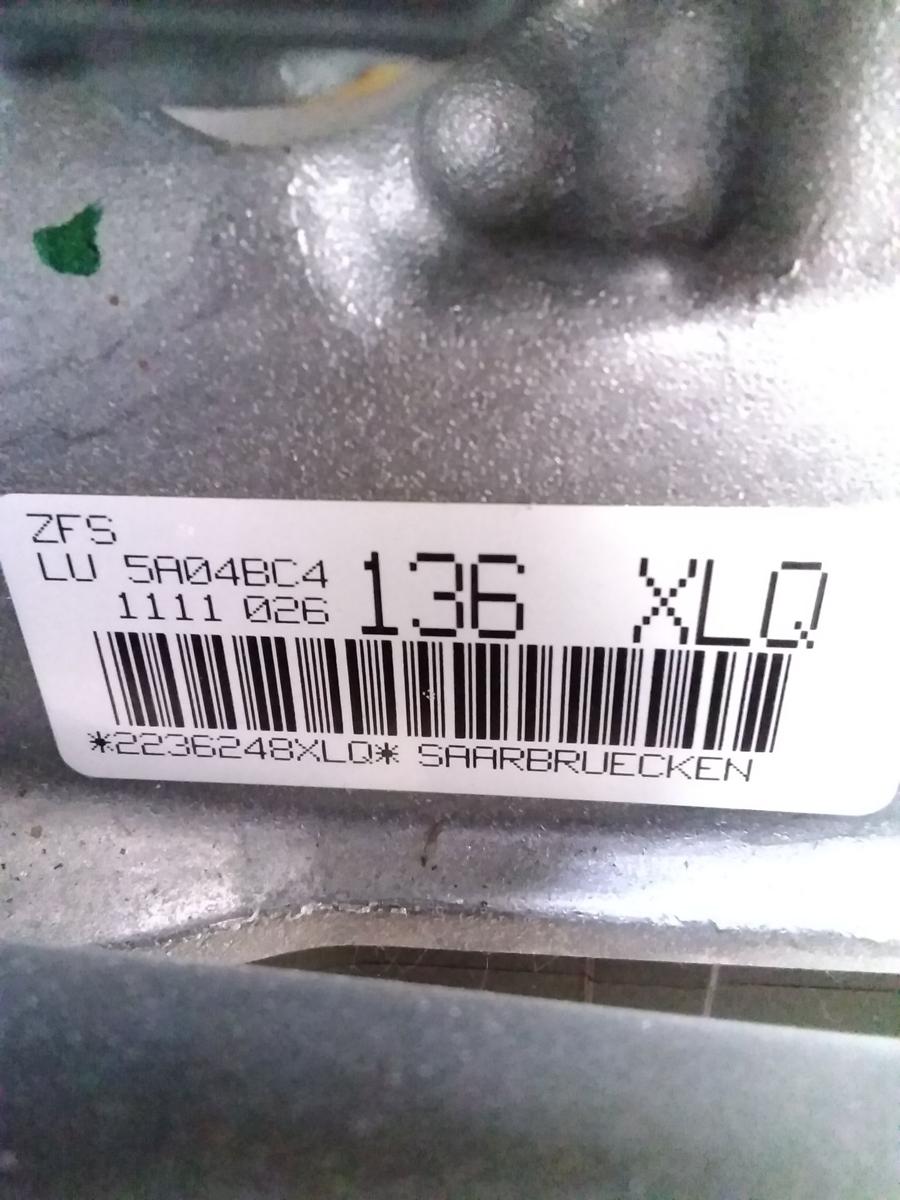 ZFS
LU 5A04BC4 136 XLQ
1111 026
*2236248XLQ* SAARBRUECKEN